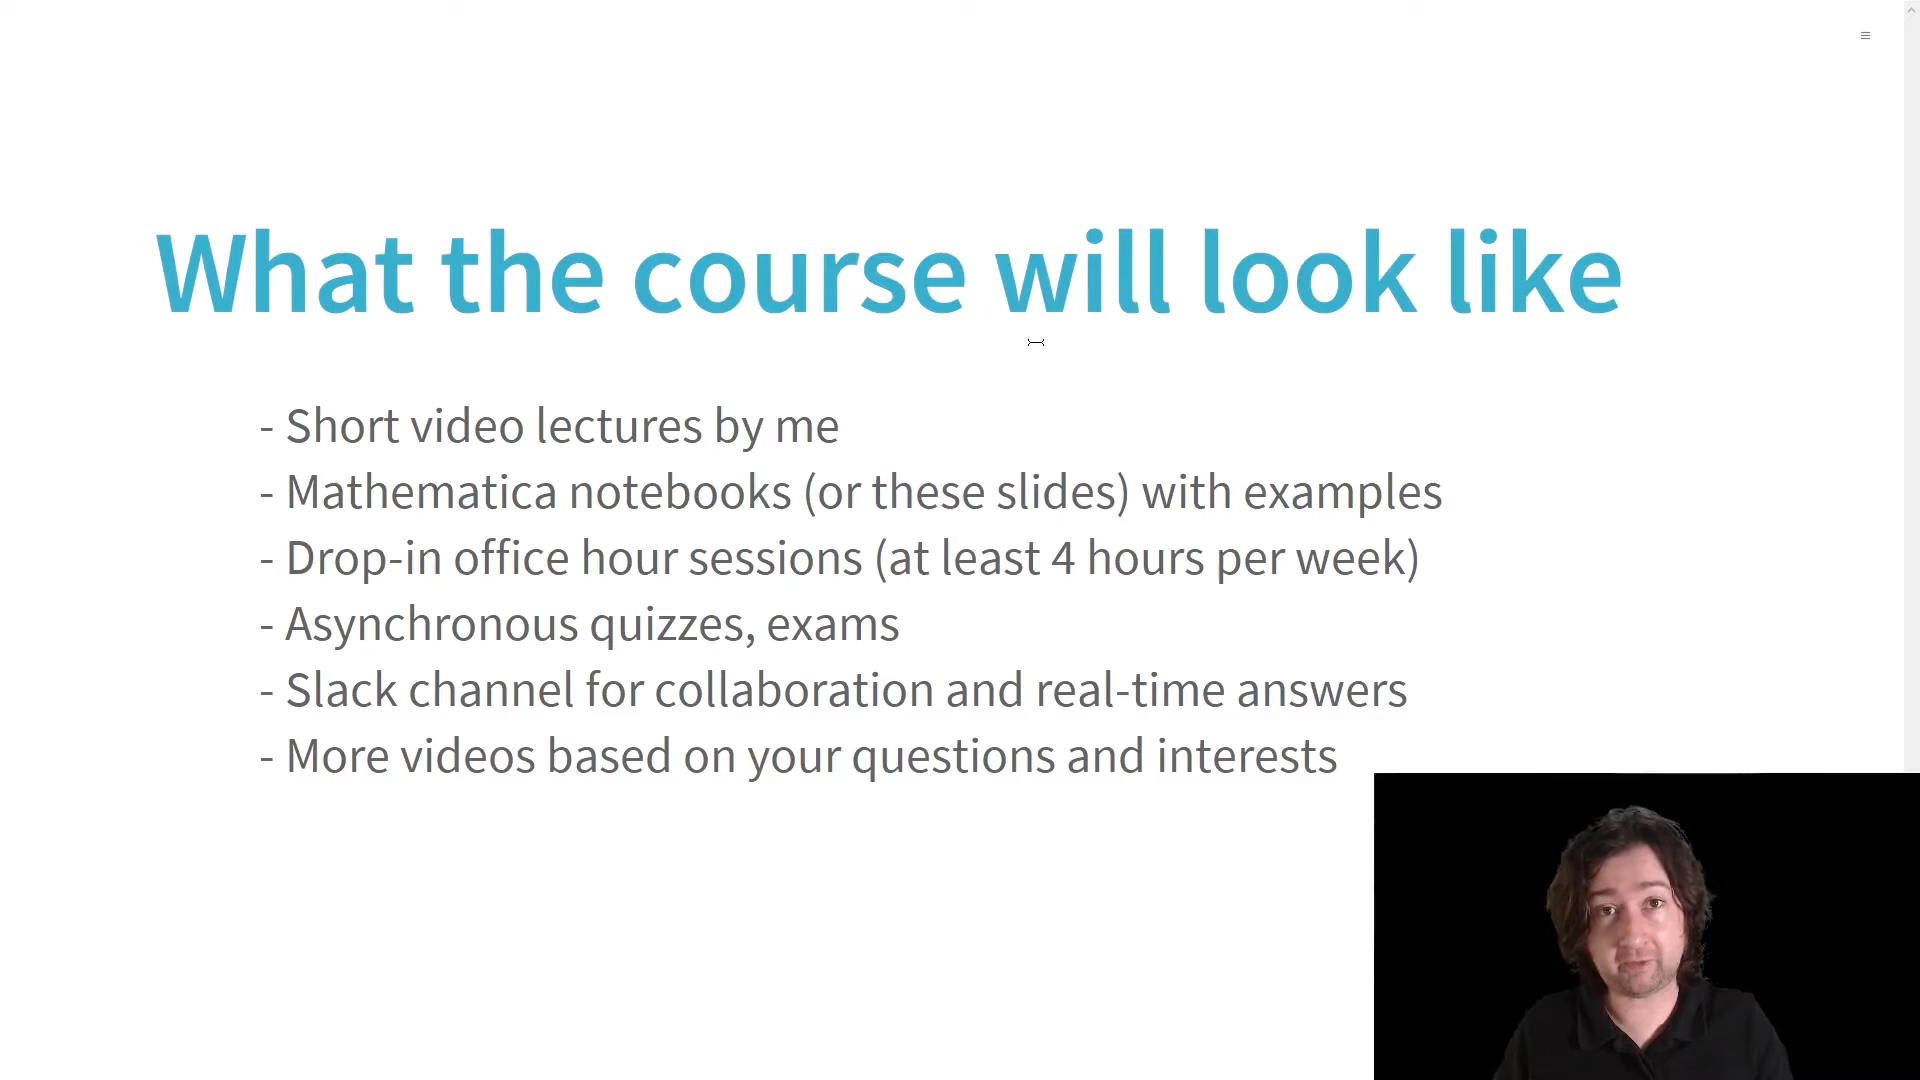 What the course will look like
- Short video lectures by me
- Mathematica notebooks (or these slides) with examples
- Drop-in office hour sessions (at least 4 hours per week)
- Asynchronous quizzes, exams
- Slack channel for collaboration and real-time answers
- More videos based on your questions and interests